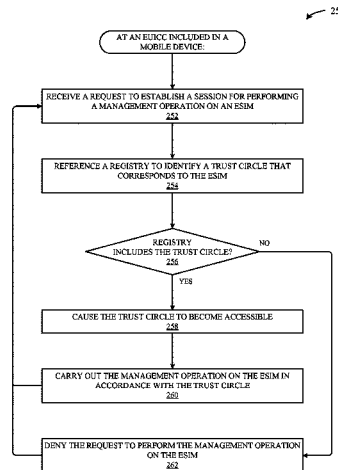 25
AT AN EUICC INCLUDED IN A
MOBILE DEVICE:
RECEIVE A REQUEST TO ESTABLISH A SESSION FOR PERFORMING
A MANAGEMENT OPERATION ON AN ESIM
252
REFERENCE A REGISTRY TO IDENTIFY A TRUST CIRCLE THAT
CORRESPONDS TO THE ESIM
254
REGISTRY
INCLUDES THE TRUST CIRCLE?
256
NO
YES
CAUSE THE TRUST CIRCLE TO BECOME ACCESSIBLE
258
CARRY OUT THE MANAGEMENT OPERATION ON THE ESIM IN
ACCORDANCE WITH THE TRUST CIRCLE
260
DENY THE REQUEST TO PERFORM THE MANAGEMENT OPERATION
ON THE ESIM
262